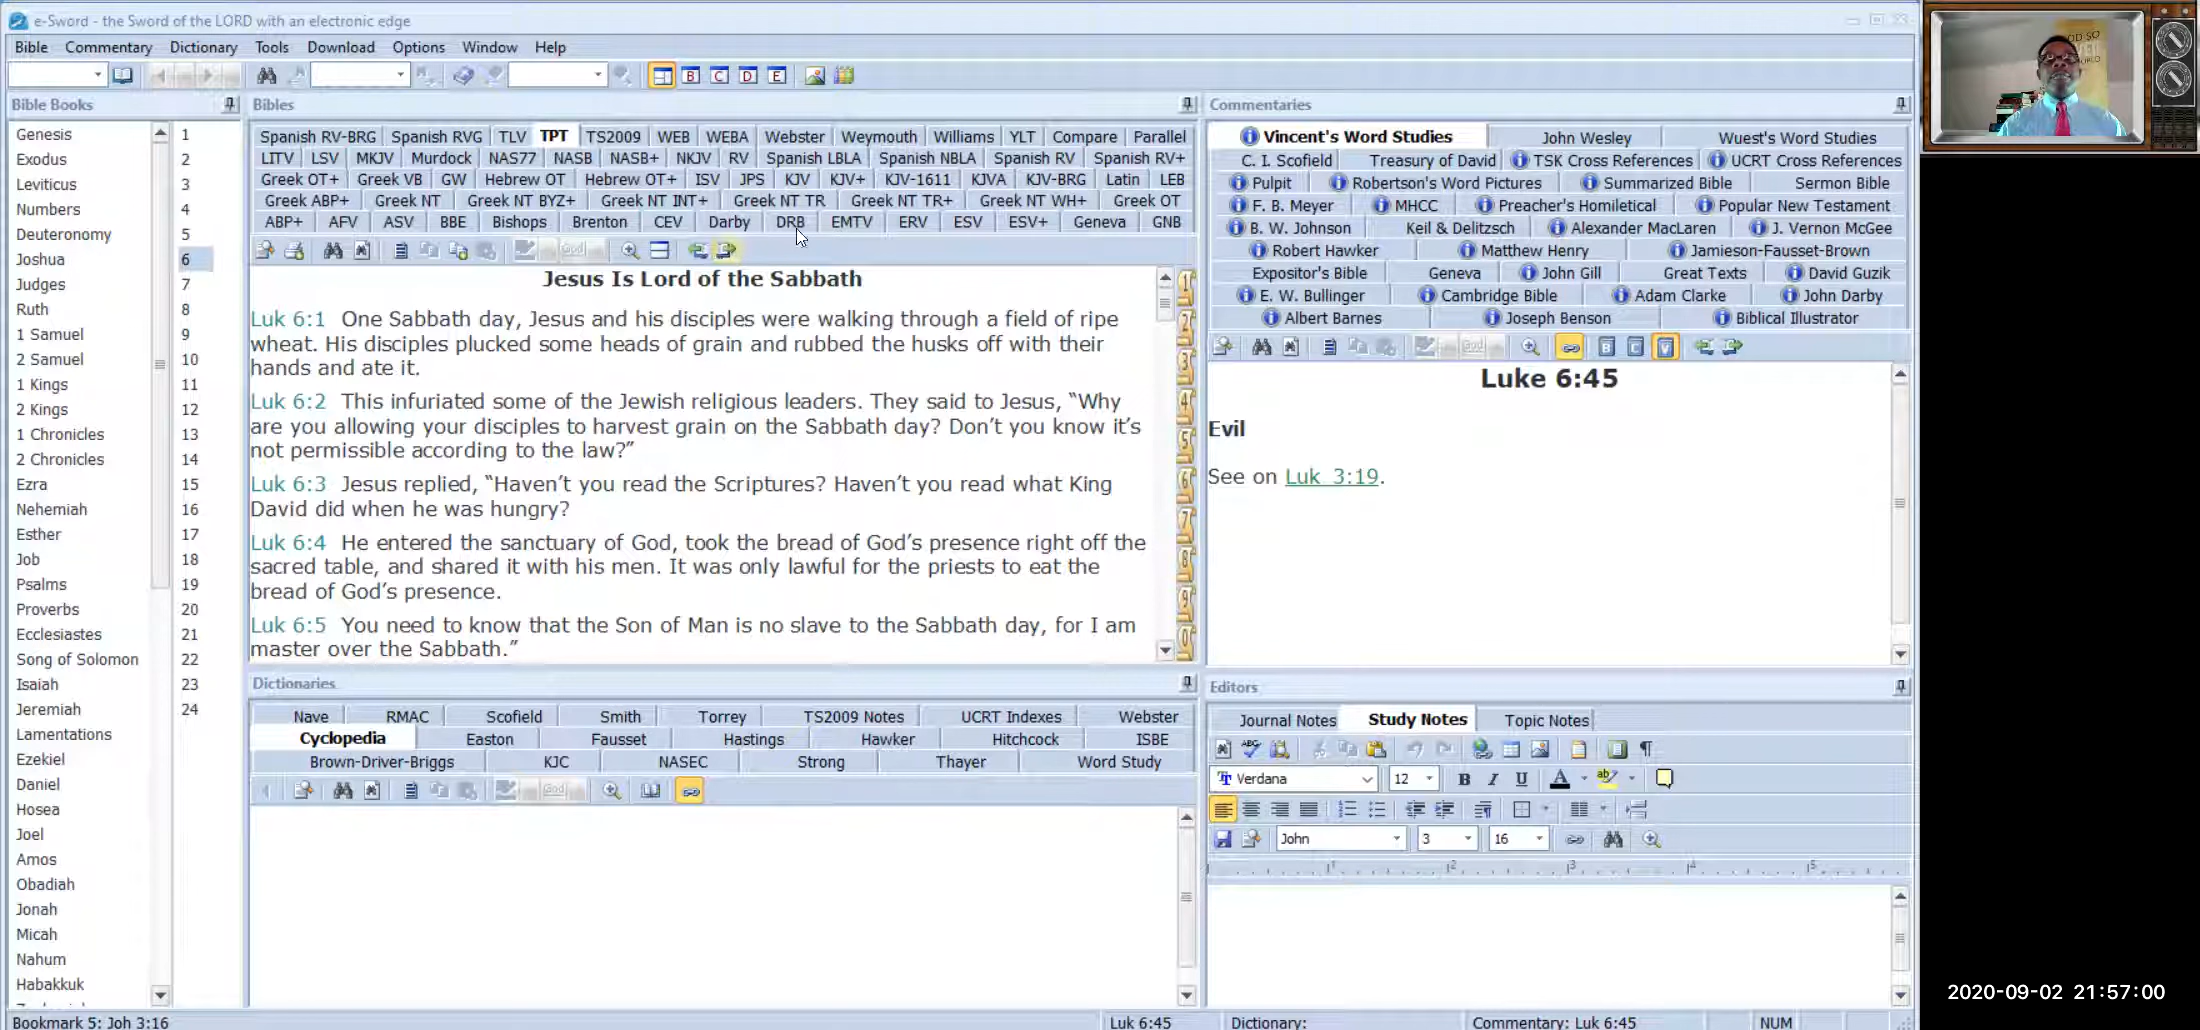 e-Sword - the Sword of the LORD with an electronic edge
Bible Commentary Dictionary Tools Download Options Window Help
B C D E
Bible Books
Genesis 1
Exodus 2
Leviticus 3
Numbers 4
Deuteronomy 5
Joshua 6
Judges 7
Ruth 8
1 Samuel 9
2 Samuel 10
1 Kings 11
2 Kings 12
1 Chronicles 13
2 Chronicles 14
Ezra 15
Nehemiah 16
Esther 17
Job 18
Psalms 19
Proverbs 20
Ecclesiastes 21
Song of Solomon 22
Isaiah 23
Jeremiah 24
Lamentations
Ezekiel
Daniel
Hosea
Joel
Amos
Obadiah
Jonah
Micah
Nahum
Habakkuk
Bibles
Spanish RV-BRG Spanish RVG TLV TPT TS2009 WEB WEBA Webster Weymouth Williams YLT Compare Parallel
LITV LSV MKJV Murdock NAS77 NASB NASB+ NKJV RV Spanish LBLA Spanish NBLA Spanish RV Spanish RV+
Greek OT+ Greek VB GW Hebrew OT Hebrew OT+ ISV JPS KJV KJV+ KJV-1611 KJVA KJV-BRG Latin LEB
Greek ABP+ Greek NT Greek NT BYZ+ Greek NT INT+ Greek NT TR Greek NT TR+ Greek NT WH+ Greek OT
ABP+ AFV ASV BBE Bishops Brenton CEV Darby DRB EMTV ERV ESV ESV+ Geneva GNB
Jesus Is Lord of the Sabbath
Luk 6:1 One Sabbath day, Jesus and his disciples were walking through a field of ripe
wheat. His disciples plucked some heads of grain and rubbed the husks off with their
hands and ate it.
Luk 6:2 This infuriated some of the Jewish religious leaders. They said to Jesus, “Why
are you allowing your disciples to harvest grain on the Sabbath day? Don’t you know it’s
not permissible according to the law?”
Luk 6:3 Jesus replied, “Haven’t you read the Scriptures? Haven’t you read what King
David did when he was hungry?
Luk 6:4 He entered the sanctuary of God, took the bread of God’s presence right off the
sacred table, and shared it with his men. It was only lawful for the priests to eat the
bread of God’s presence.
Luk 6:5 You need to know that the Son of Man is no slave to the Sabbath day, for I am
master over the Sabbath.”
1
2
3
4
5
6
7
8
9
0
Commentaries
Vincent's Word Studies John Wesley Wuest's Word Studies
C. I. Scofield Treasury of David TSK Cross References UCRT Cross References
Pulpit Robertson's Word Pictures Summarized Bible Sermon Bible
F. B. Meyer MHCC Preacher's Homiletical Popular New Testament
B. W. Johnson Keil & Delitzsch Alexander MacLaren J. Vernon McGee
Robert Hawker Matthew Henry Jamieson-Fausset-Brown
Expositor's Bible Geneva John Gill Great Texts David Guzik
E. W. Bullinger Cambridge Bible Adam Clarke John Darby
Albert Barnes Joseph Benson Biblical Illustrator
B C V
Luke 6:45
Evil
See on Luk 3:19.
Dictionaries
Nave RMAC Scofield Smith Torrey TS2009 Notes UCRT Indexes Webster
Cyclopedia Easton Fausset Hastings Hawker Hitchcock ISBE
Brown-Driver-Briggs KJC NASEC Strong Thayer Word Study
Editors
Journal Notes Study Notes Topic Notes
Verdana 12 B I U A ab
John 3 16
1 2 3 4 5
Bookmark 5: Joh 3:16 Luk 6:45 Dictionary: Commentary: Luk 6:45 NUM
2020-09-02 21:57:00